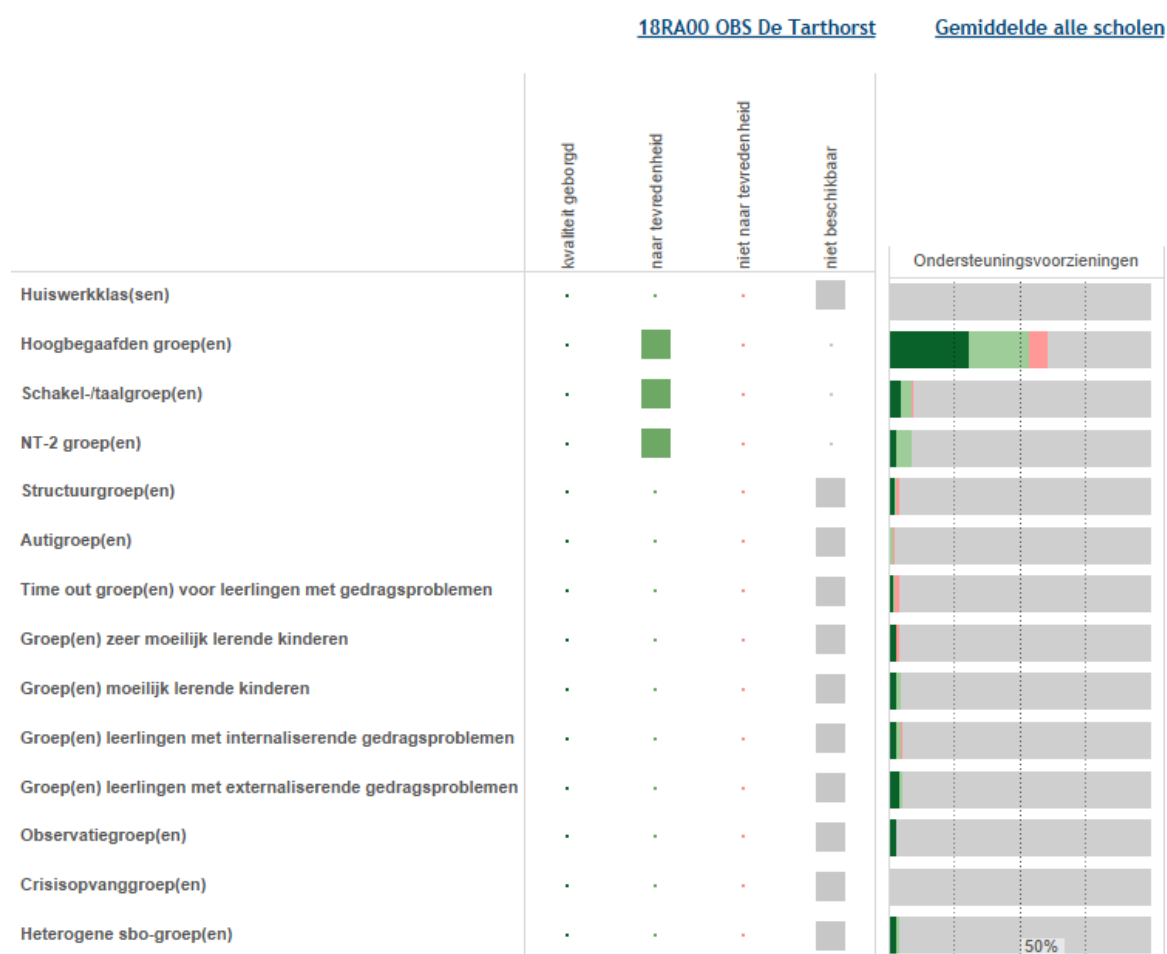 18RA00 OBS De Tarthorst
Gemiddelde alle scholen
kwaliteit geborgd
naar tevredenheid
niet naar tevredenheid
niet beschikbaar
Ondersteuningsvoorzieningen
Huiswerkklas(sen)
Hoogbegaafden groep(en)
Schakel-/taalgroep(en)
NT-2 groep(en)
Structuurgroep(en)
Autigroep(en)
Time out groep(en) voor leerlingen met gedragsproblemen
Groep(en) zeer moeilijk lerende kinderen
Groep(en) moeilijk lerende kinderen
Groep(en) leerlingen met internaliserende gedragsproblemen
Groep(en) leerlingen met externaliserende gedragsproblemen
Observatiegroep(en)
Crisisopvanggroep(en)
Heterogene sbo-groep(en)
50%